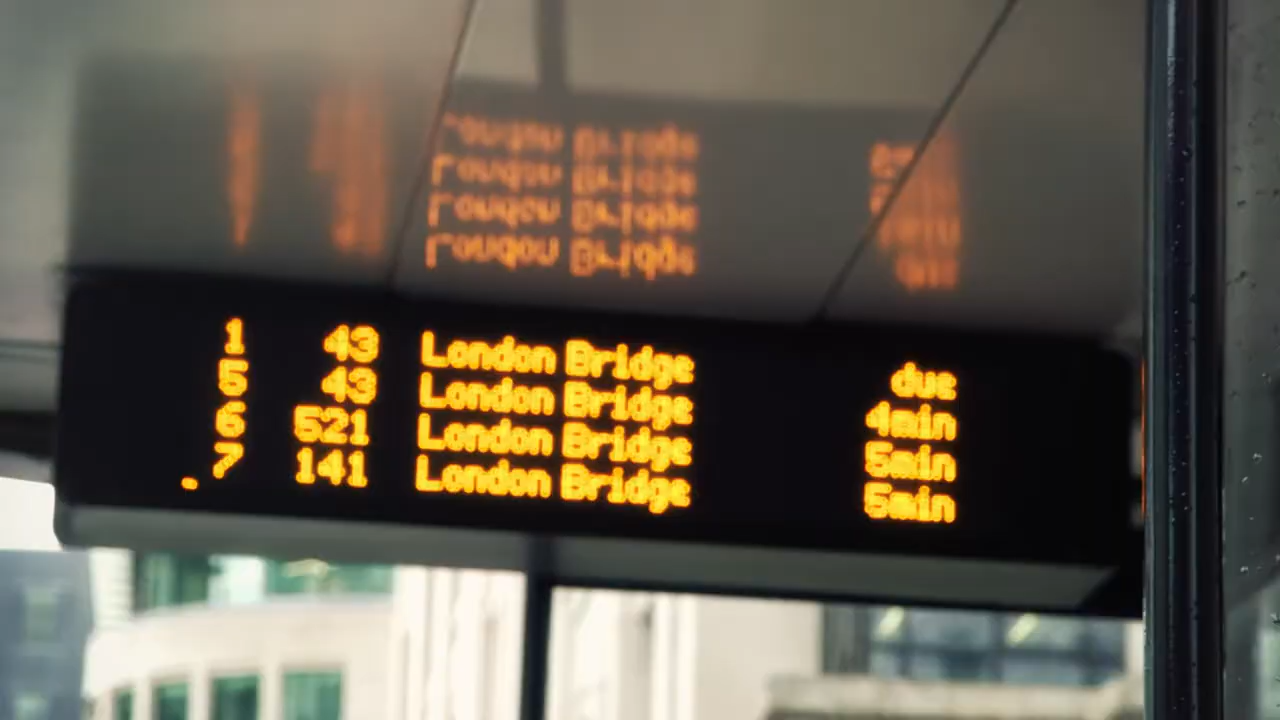 1 43 London Bridge due
5 43 London Bridge 4min
6 521 London Bridge 5min
7 141 London Bridge 5min